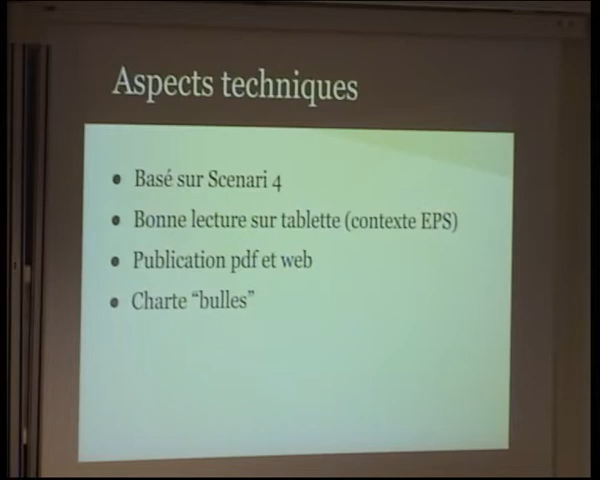 Aspects techniques
• Basé sur Scenari 4
• Bonne lecture sur tablette (contexte EPS)
• Publication pdf et web
• Charte “bulles”